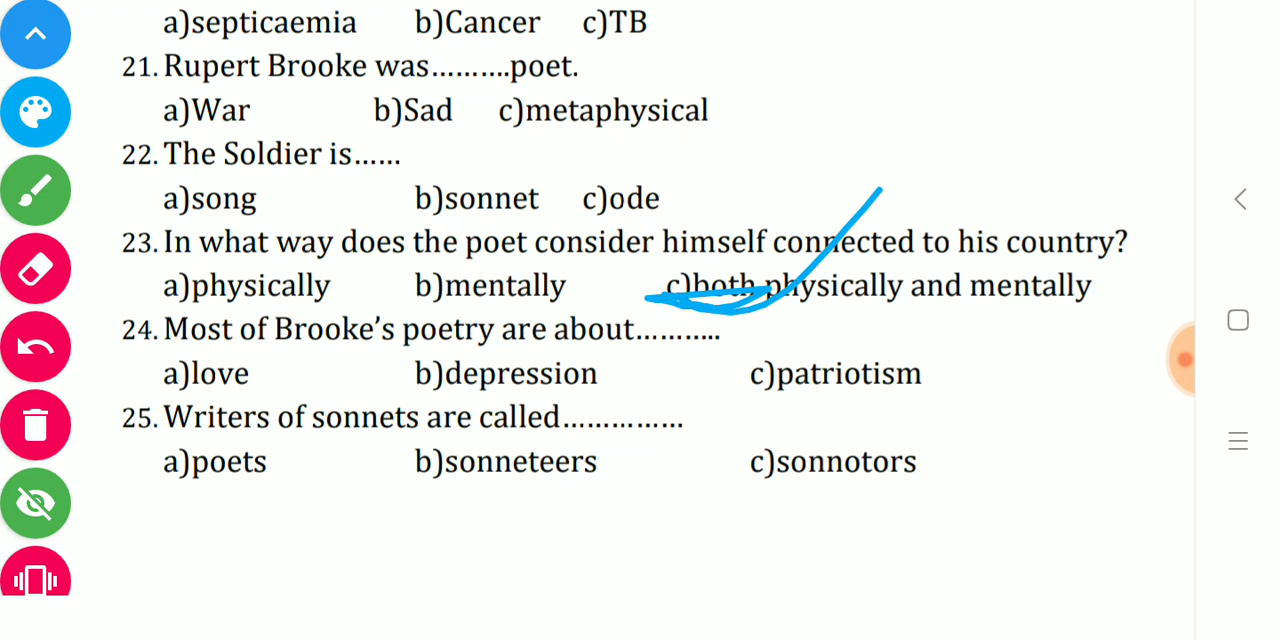 a)septicaemia b)Cancer c)TB
21. Rupert Brooke was..........poet.
a)War b)Sad c)metaphysical
22. The Soldier is......
a)song b)sonnet c)ode
23. In what way does the poet consider himself connected to his country?
a)physically b)mentally c)both physically and mentally
24. Most of Brooke’s poetry are about...........
a)love b)depression c)patriotism
25. Writers of sonnets are called...............
a)poets b)sonneteers c)sonnotors